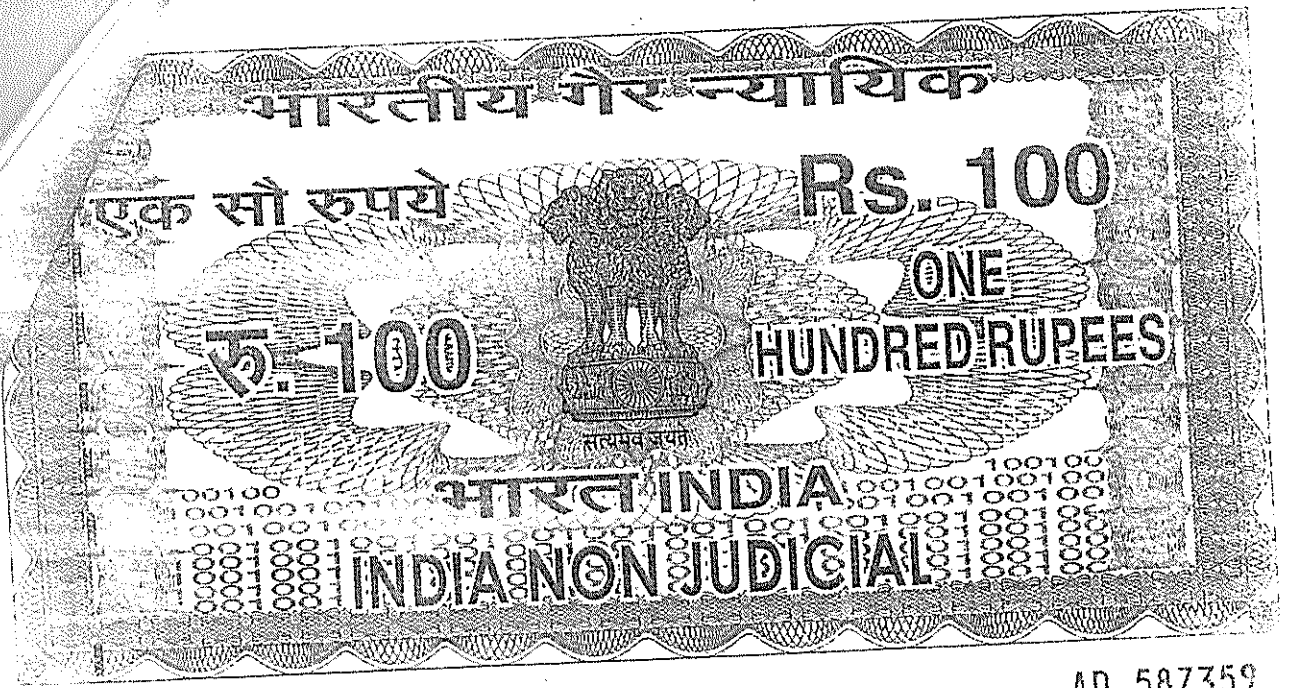 भारतीय गैर न्यायिक
एक सौ रुपये
Rs. 100
रु. 100
ONE
HUNDRED RUPEES
सत्यमेव जयते
भारत INDIA
INDIA NON JUDICIAL
AD 587359